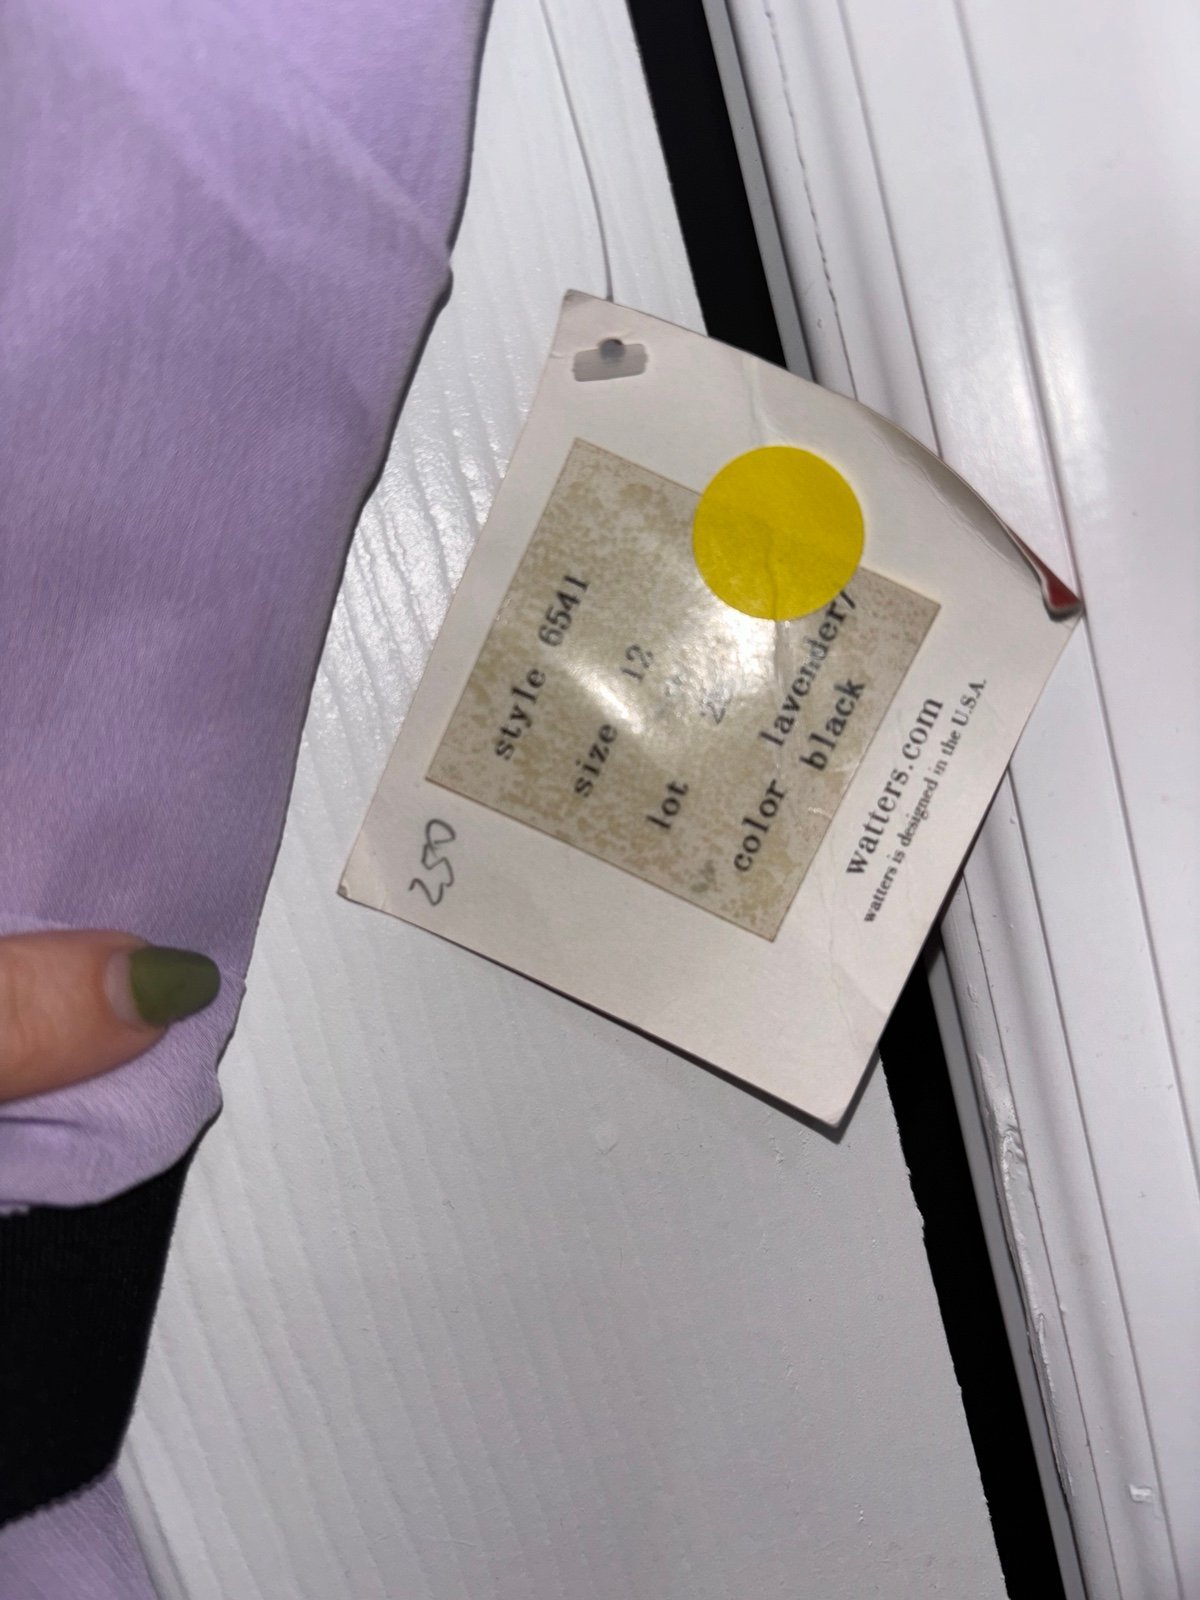 style 6541
size 12
lot
color lavender/
black
watters.com
watters is designed in the U.S.A.
250